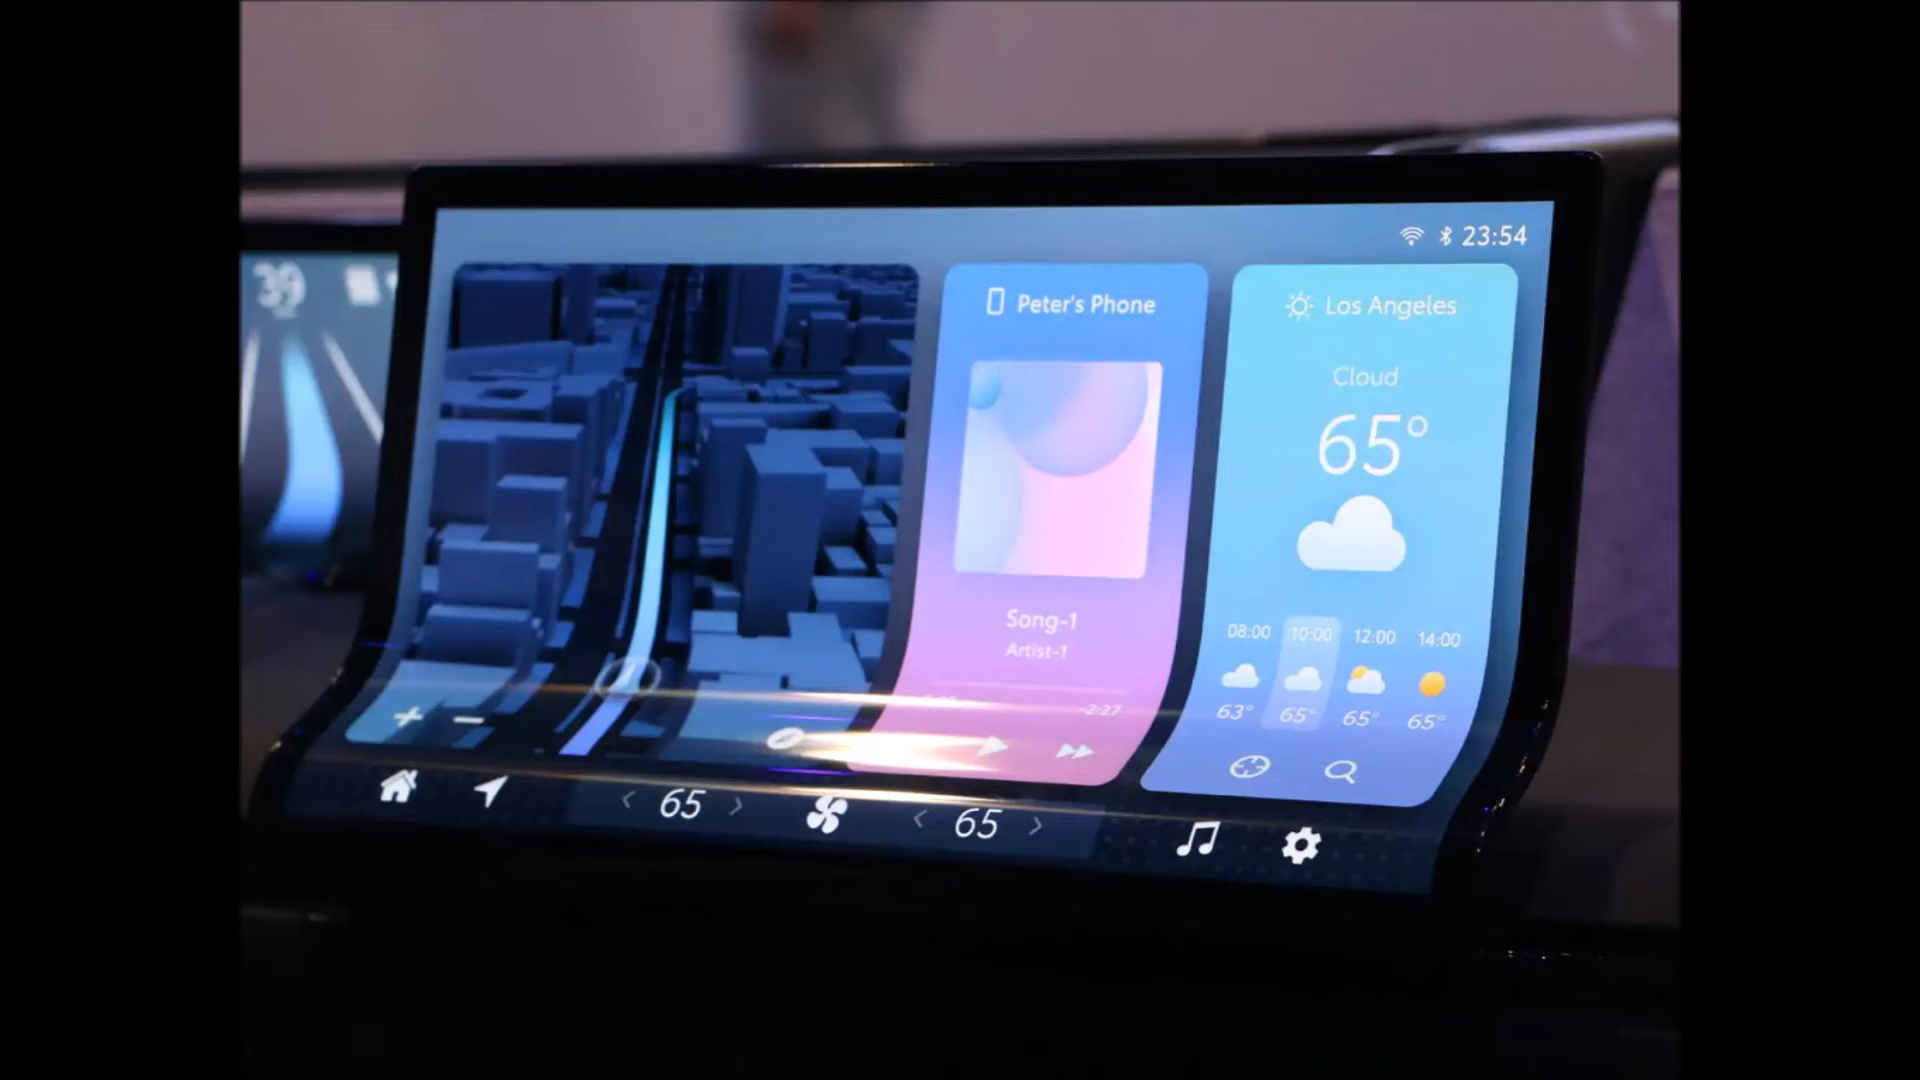 39
23:54
Peter's Phone
Song-1
Artist-1
-2:27
Los Angeles
Cloud
65°
08:00 10:00 12:00 14:00
63° 65° 65° 65°
< 65 > < 65 >